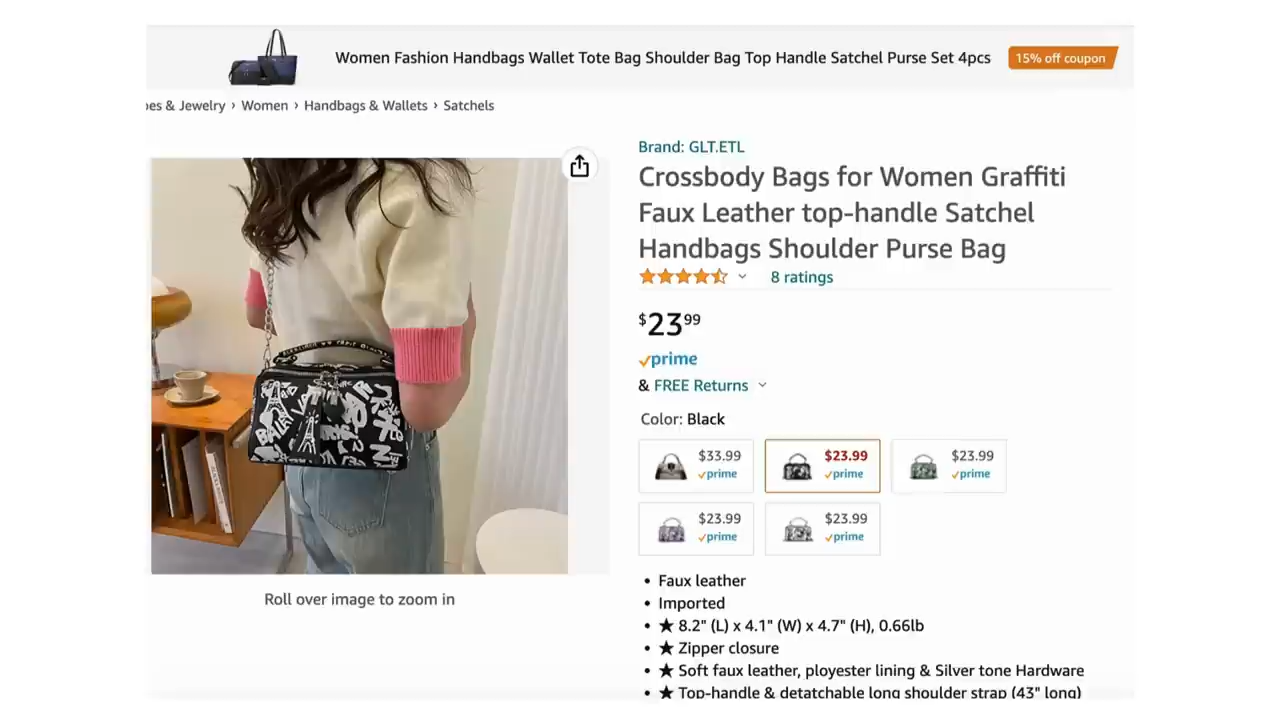 Women Fashion Handbags Wallet Tote Bag Shoulder Bag Top Handle Satchel Purse Set 4pcs
15% off coupon
es & Jewelry › Women › Handbags & Wallets › Satchels
Brand: GLT.ETL
Crossbody Bags for Women Graffiti
Faux Leather top-handle Satchel
Handbags Shoulder Purse Bag
8 ratings
$2399
prime
& FREE Returns
Color: Black
$33.99
prime
$23.99
prime
$23.99
prime
$23.99
prime
$23.99
prime
Roll over image to zoom in
• Faux leather
• Imported
• ★ 8.2" (L) x 4.1" (W) x 4.7" (H), 0.66lb
• ★ Zipper closure
• ★ Soft faux leather, ployester lining & Silver tone Hardware
• ★ Top-handle & detatchable long shoulder strap (43" long)